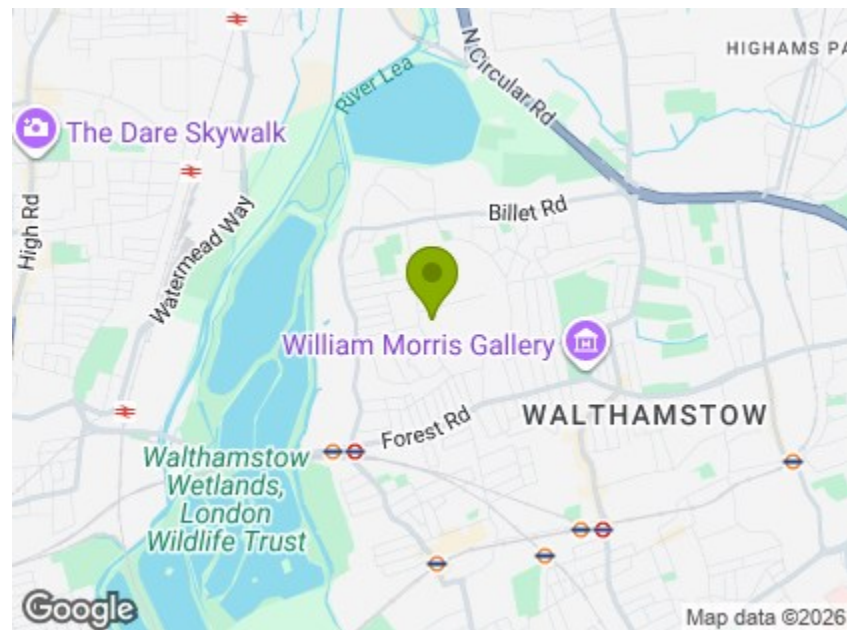 HIGHAMS PA
N Circular Rd
River Lea
The Dare Skywalk
High Rd
Watermead Way
Billet Rd
William Morris Gallery
Forest Rd
WALTHAMSTOW
Walthamstow
Wetlands,
London
Wildlife Trust
Google
Map data ©2026